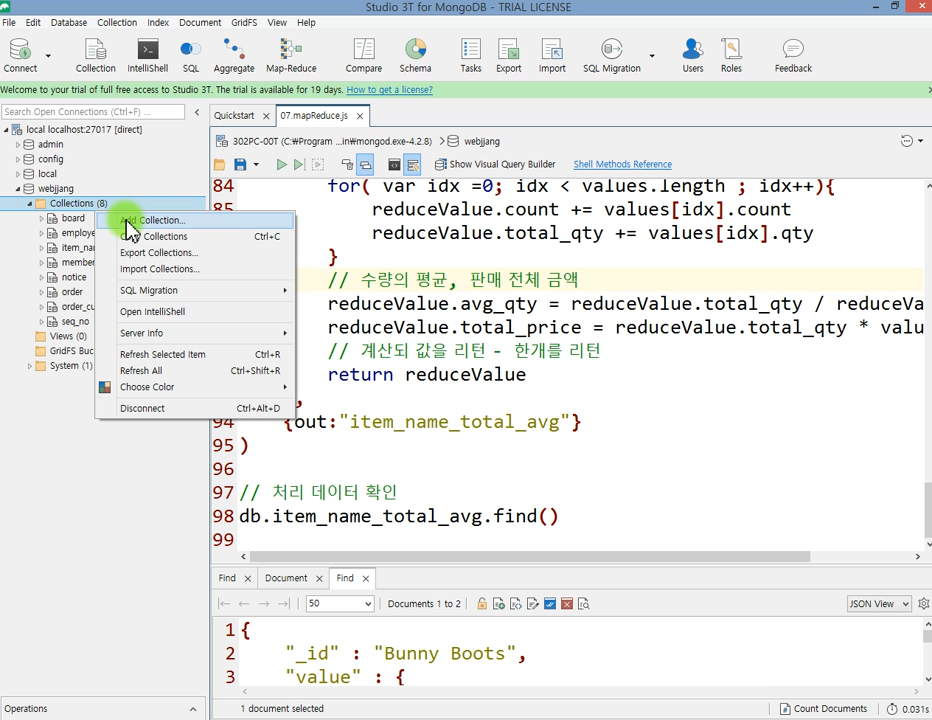 Studio 3T for MongoDB - TRIAL LICENSE
File Edit Database Collection Index Document GridFS View Help
Connect Collection IntelliShell SQL Aggregate Map-Reduce Compare Schema Tasks Export Import SQL Migration Users Roles Feedback
Welcome to your trial of full free access to Studio 3T. The trial is available for 19 days. How to get a license?
Search Open Connections (Ctrl+F) ...
local localhost:27017 [direct]
admin
config
local
webjjang
Collections (8)
board
employe
item_nar
member
notice
order
order_cu
seq_no
Views (0)
GridFS Buc
System (1)
Add Collection...
Collections Ctrl+C
Export Collections...
Import Collections...
SQL Migration
Open IntelliShell
Server Info
Refresh Selected Item Ctrl+R
Refresh All Ctrl+Shift+R
Choose Color
Disconnect Ctrl+Alt+D
Quickstart 07.mapReduce.js
302PC-00T (C:₩Program ...in₩mongod.exe-4.2.8) webjjang
Show Visual Query Builder Shell Methods Reference
84 for( var idx =0; idx < values.length ; idx++){
85 reduceValue.count += values[idx].count
reduceValue.total_qty += values[idx].qty
}
// 수량의 평균, 판매 전체 금액
reduceValue.avg_qty = reduceValue.total_qty / reduceVa
reduceValue.total_price = reduceValue.total_qty * valu
// 계산되 값을 리턴 - 한개를 리턴
return reduceValue
,
94 {out:"item_name_total_avg"}
95 )
96
97 // 처리 데이터 확인
98 db.item_name_total_avg.find()
99
Find Document Find
50 Documents 1 to 2 JSON View
1 {
2 "_id" : "Bunny Boots",
3 "value" : {
Operations 1 document selected Count Documents 0.031s